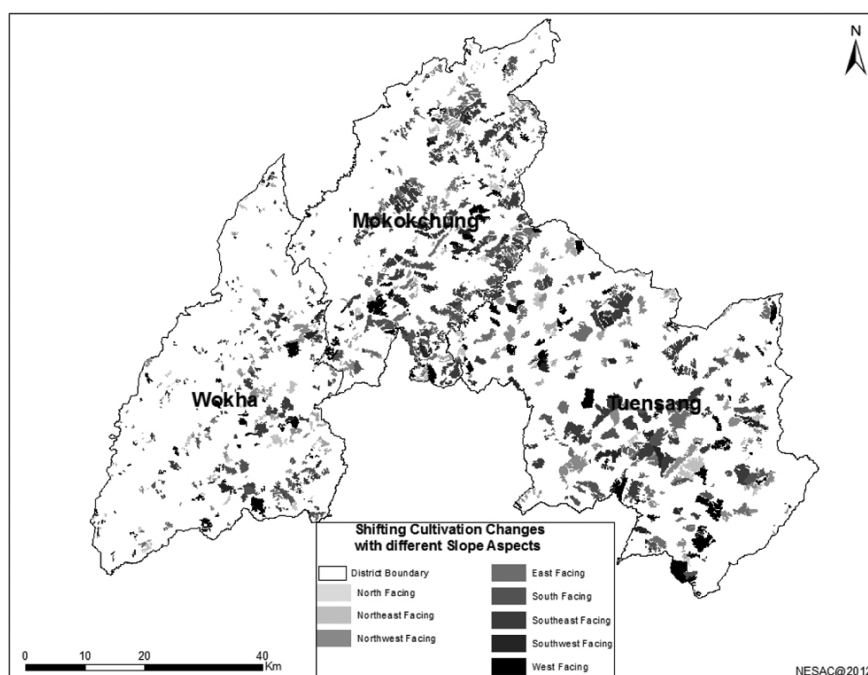 N
Mokokchung
Wokha
Tuensang
Shifting Cultivation Changes
with different Slope Aspects
District Boundary
North Facing
Northeast Facing
Northwest Facing
East Facing
South Facing
Southeast Facing
Southwest Facing
West Facing
0 10 20 40
Km
NESAC@2012